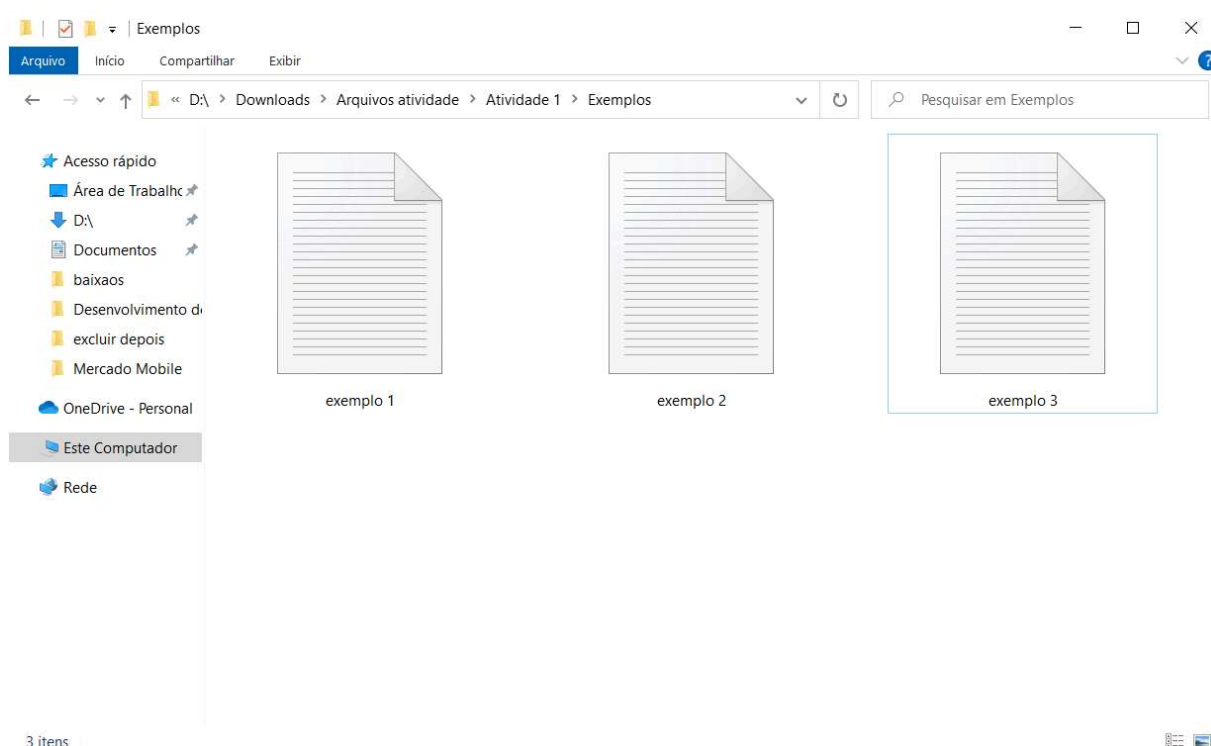 Exemplos
Arquivo Início Compartilhar Exibir
« D:\ > Downloads > Arquivos atividade > Atividade 1 > Exemplos
Pesquisar em Exemplos
Acesso rápido
Área de Trabalhc
D:\
Documentos
baixaos
Desenvolvimento d
excluir depois
Mercado Mobile
OneDrive - Personal
Este Computador
Rede
exemplo 1
exemplo 2
exemplo 3
3 itens